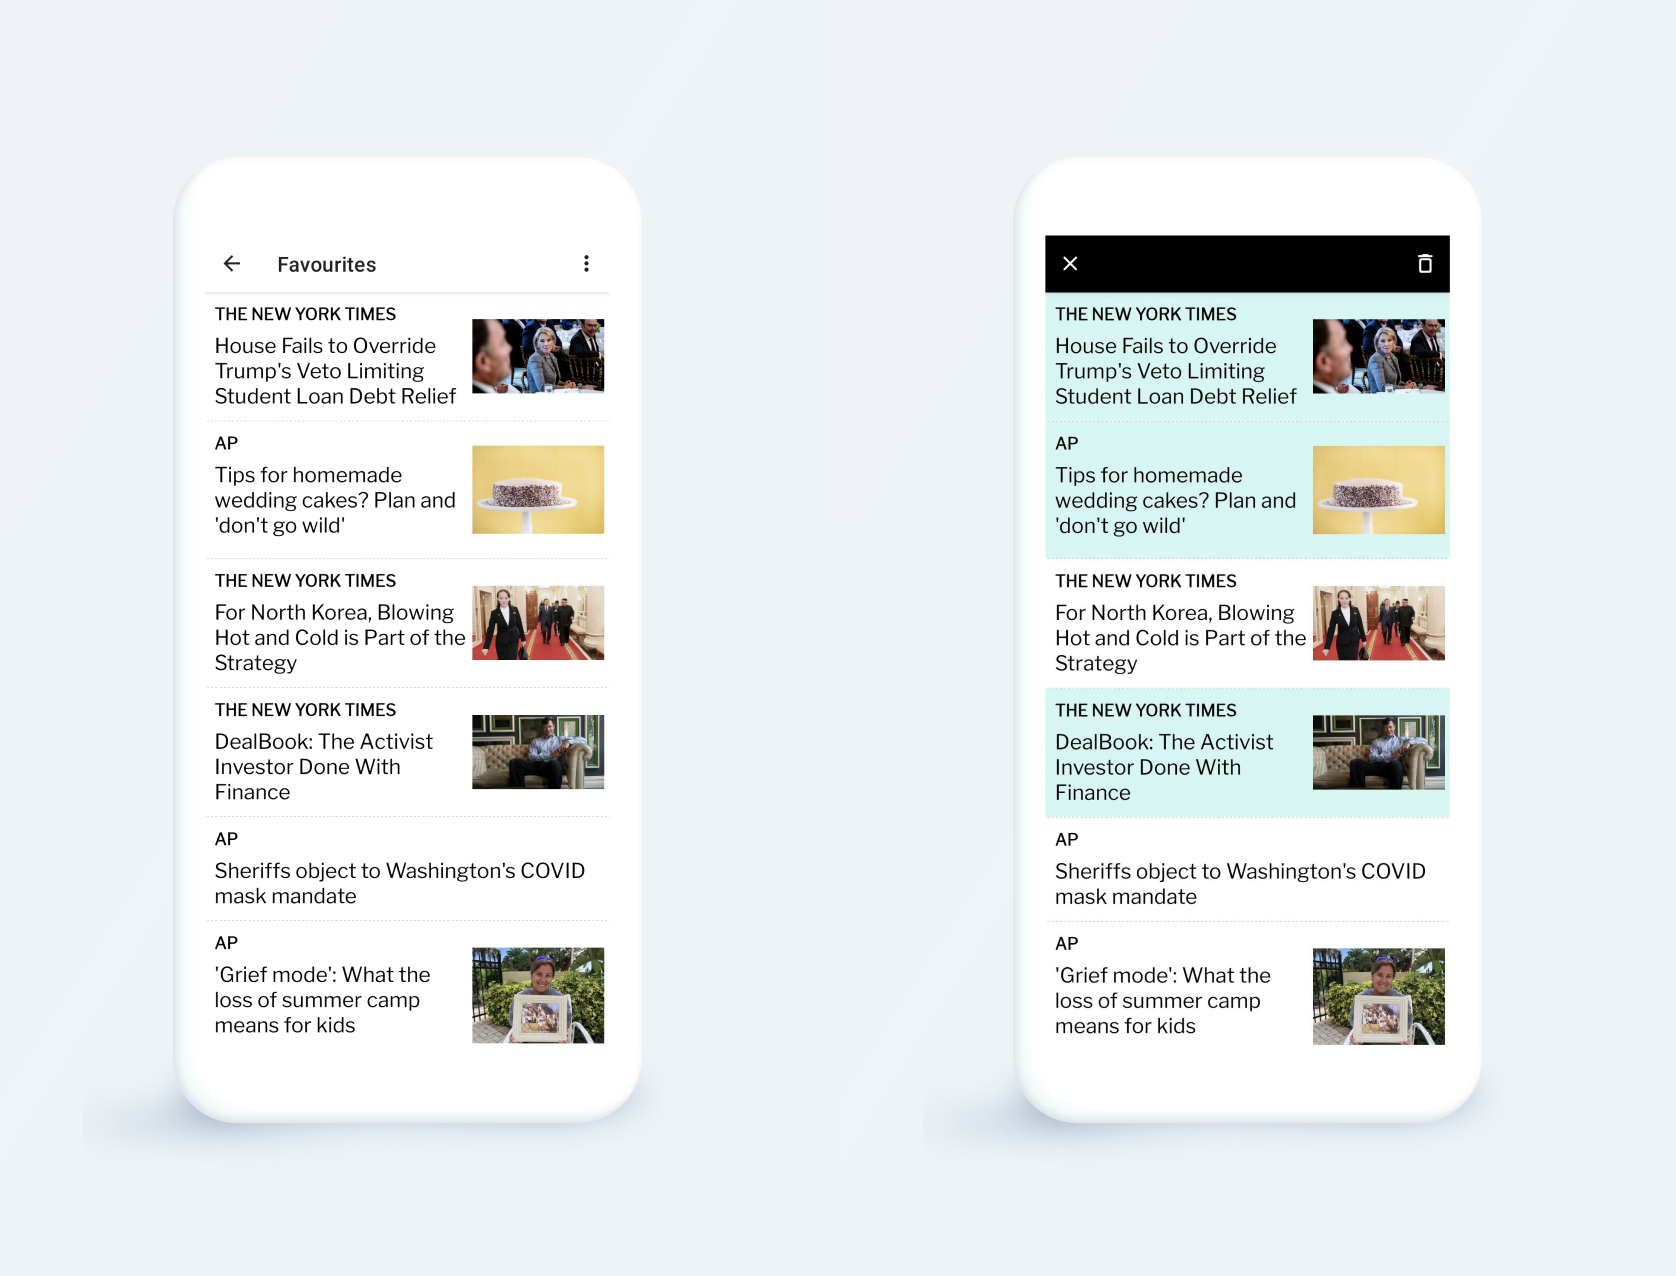 Favourites
THE NEW YORK TIMES
House Fails to Override
Trump's Veto Limiting
Student Loan Debt Relief
AP
Tips for homemade
wedding cakes? Plan and
'don't go wild'
THE NEW YORK TIMES
For North Korea, Blowing
Hot and Cold is Part of the
Strategy
THE NEW YORK TIMES
DealBook: The Activist
Investor Done With
Finance
AP
Sheriffs object to Washington's COVID
mask mandate
AP
'Grief mode': What the
loss of summer camp
means for kids
THE NEW YORK TIMES
House Fails to Override
Trump's Veto Limiting
Student Loan Debt Relief
AP
Tips for homemade
wedding cakes? Plan and
'don't go wild'
THE NEW YORK TIMES
For North Korea, Blowing
Hot and Cold is Part of the
Strategy
THE NEW YORK TIMES
DealBook: The Activist
Investor Done With
Finance
AP
Sheriffs object to Washington's COVID
mask mandate
AP
'Grief mode': What the
loss of summer camp
means for kids